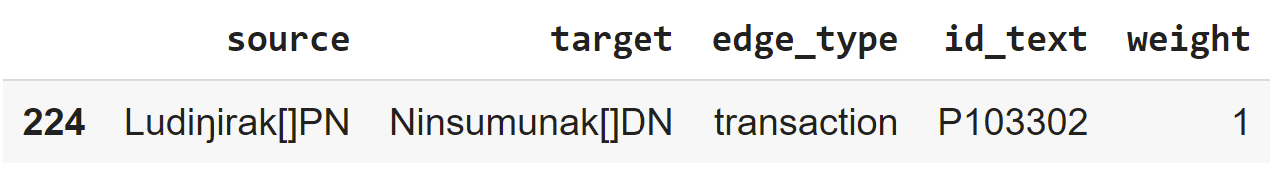 source target edge_type id_text weight
224 Ludiŋirak[]PN Ninsumunak[]DN transaction P103302 1